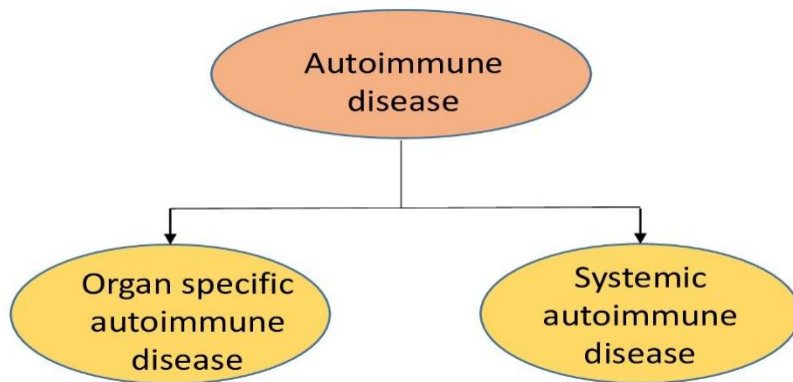 Autoimmune
disease
Organ specific
autoimmune
disease
Systemic
autoimmune
disease